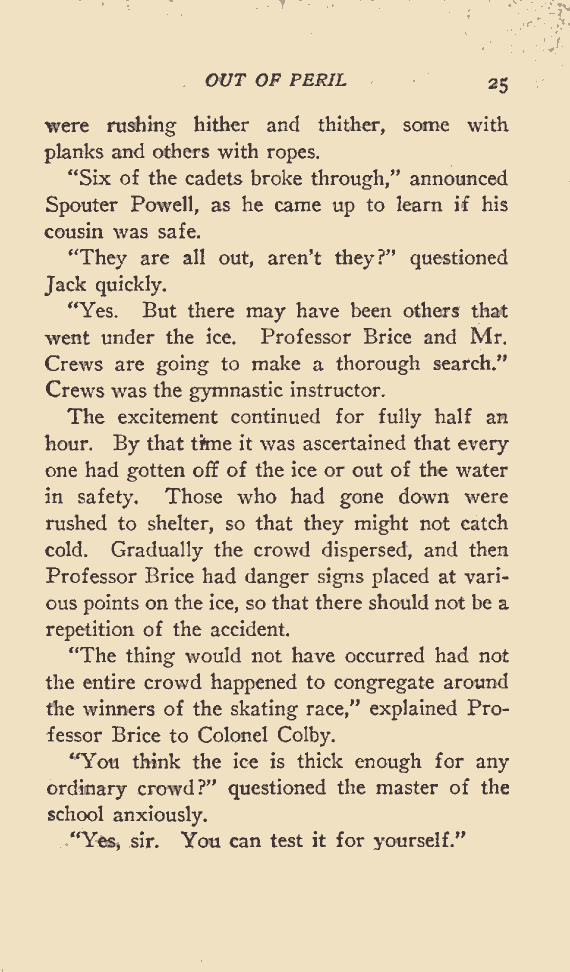 OUT OF PERIL 25
were rushing hither and thither, some with
planks and others with ropes.
“Six of the cadets broke through,” announced
Spouter Powell, as he came up to learn if his
cousin was safe.
“They are all out, aren’t they?” questioned
Jack quickly.
“Yes. But there may have been others that
went under the ice. Professor Brice and Mr.
Crews are going to make a thorough search.”
Crews was the gymnastic instructor.
The excitement continued for fully half an
hour. By that time it was ascertained that every
one had gotten off of the ice or out of the water
in safety. Those who had gone down were
rushed to shelter, so that they might not catch
cold. Gradually the crowd dispersed, and then
Professor Brice had danger signs placed at vari-
ous points on the ice, so that there should not be a
repetition of the accident.
“The thing would not have occurred had not
the entire crowd happened to congregate around
the winners of the skating race,” explained Pro-
fessor Brice to Colonel Colby.
“You think the ice is thick enough for any
ordinary crowd?” questioned the master of the
school anxiously.
“Yes, sir. You can test it for yourself.”